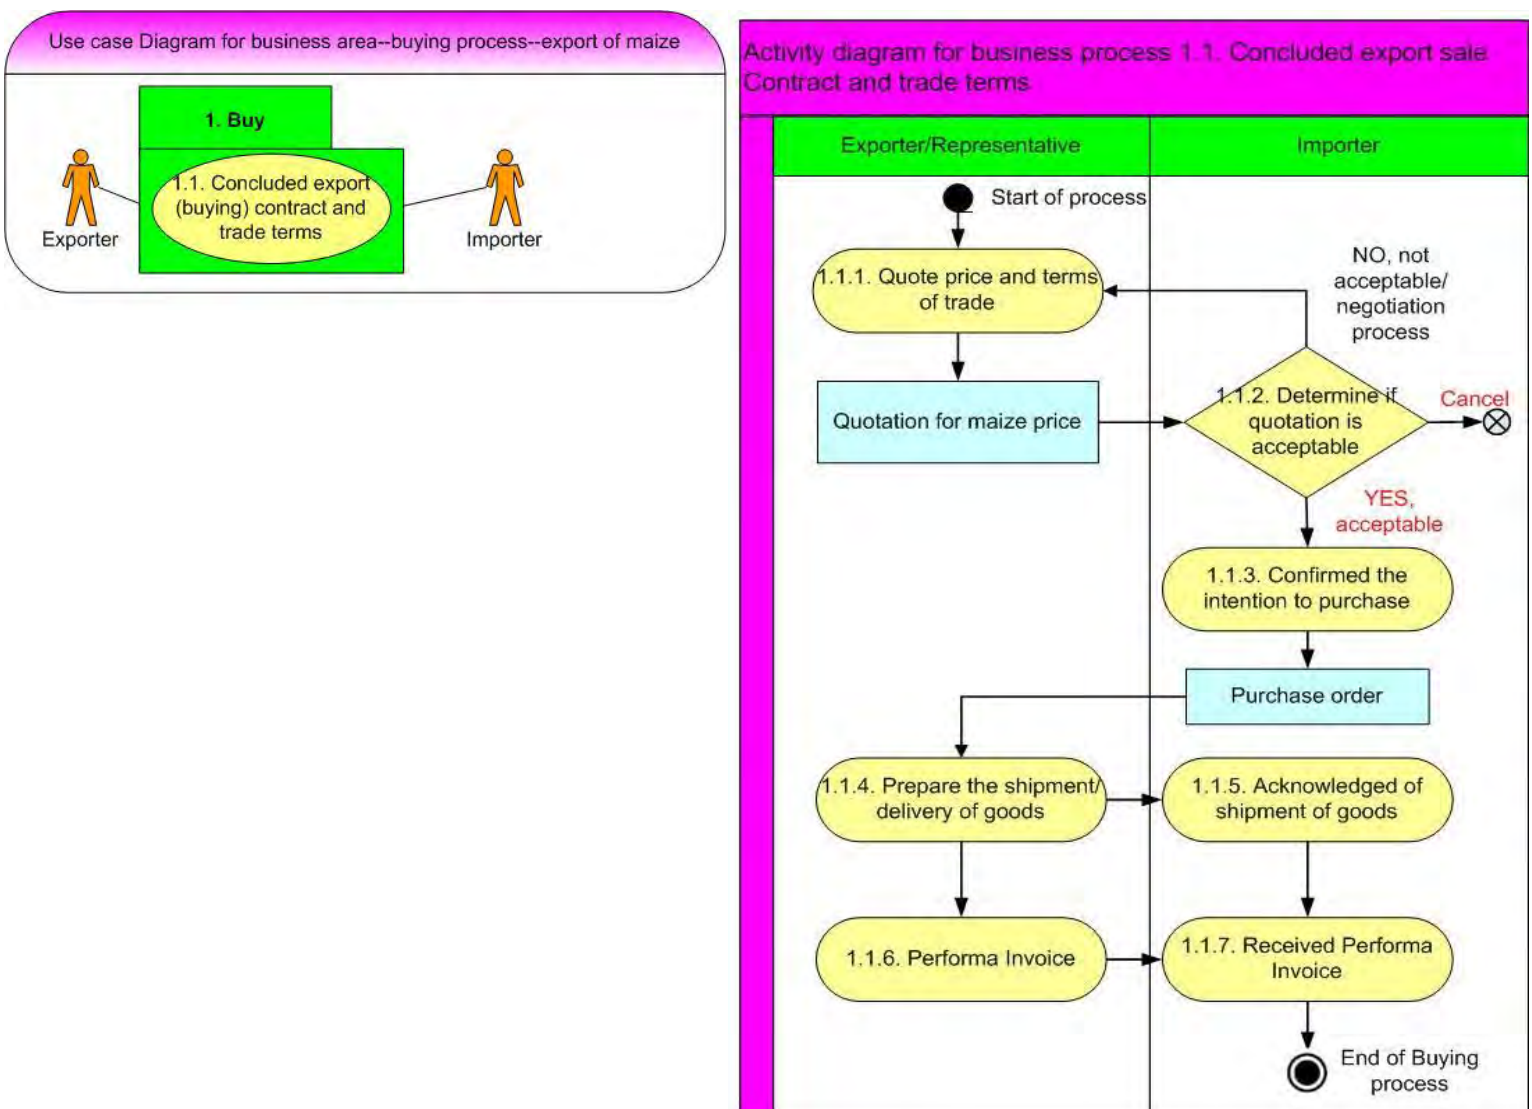 Use case Diagram for business area--buying process--export of maize
1. Buy
1.1. Concluded export
(buying) contract and
trade terms
Exporter
Importer
Activity diagram for business process 1.1. Concluded export sale
Contract and trade terms
Exporter/Representative
Importer
Start of process
1.1.1. Quote price and terms
of trade
NO, not
acceptable/
negotiation
process
Quotation for maize price
1.1.2. Determine if
quotation is
acceptable
Cancel
YES,
acceptable
1.1.3. Confirmed the
intention to purchase
Purchase order
1.1.4. Prepare the shipment/
delivery of goods
1.1.5. Acknowledged of
shipment of goods
1.1.6. Performa Invoice
1.1.7. Received Performa
Invoice
End of Buying
process